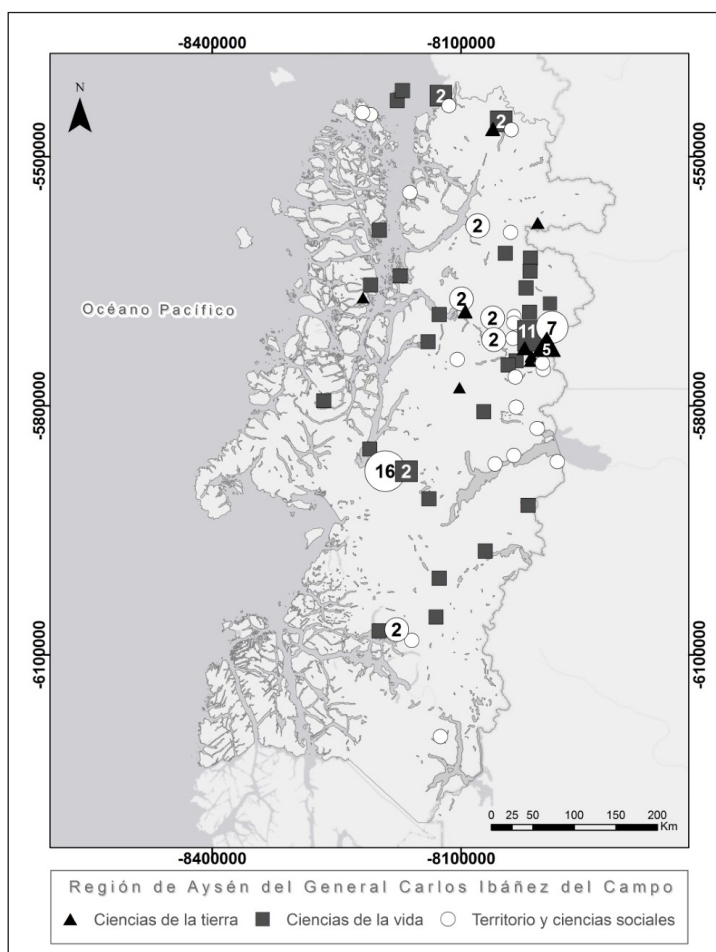 -8400000 -8100000
N
2
2
-5500000 -5500000
2
2
Océano Pacífico
2 7
11
2
5
-5800000 -5800000
16 2
2
-6100000 -6100000
0 25 50 100 150 200
Km
-8400000 -8100000
Región de Aysén del General Carlos Ibáñez del Campo
Ciencias de la tierra Ciencias de la vida Territorio y ciencias sociales